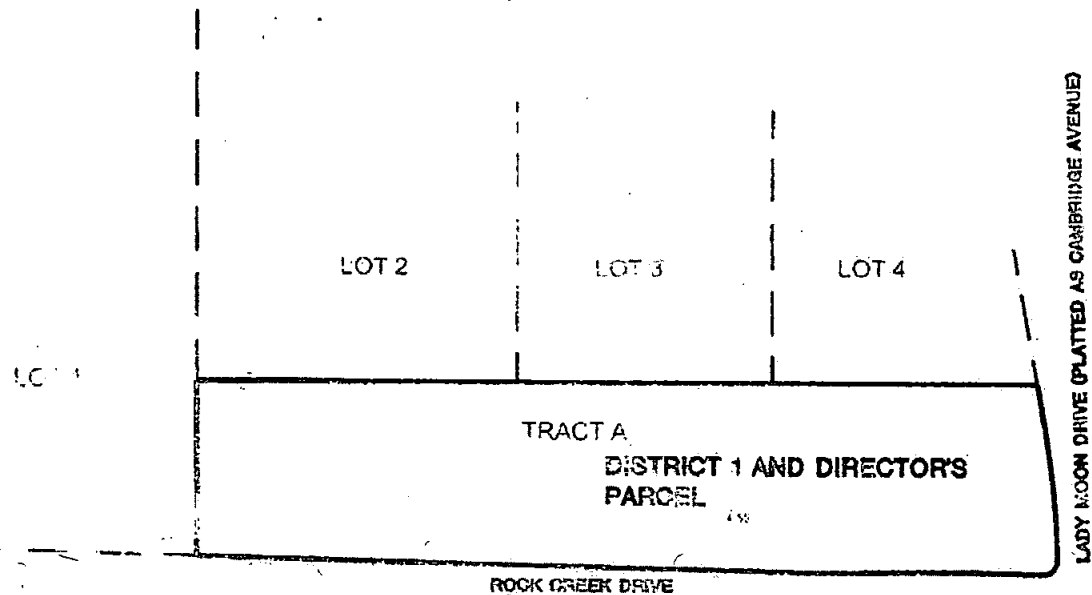 LOT 2
LOT 3
LOT 4
TRACT A
DISTRICT 1 AND DIRECTOR'S
PARCEL
ROCK CREEK DRIVE
LADY MOON DRIVE (PLATTED AS CAMBRIDGE AVENUE)